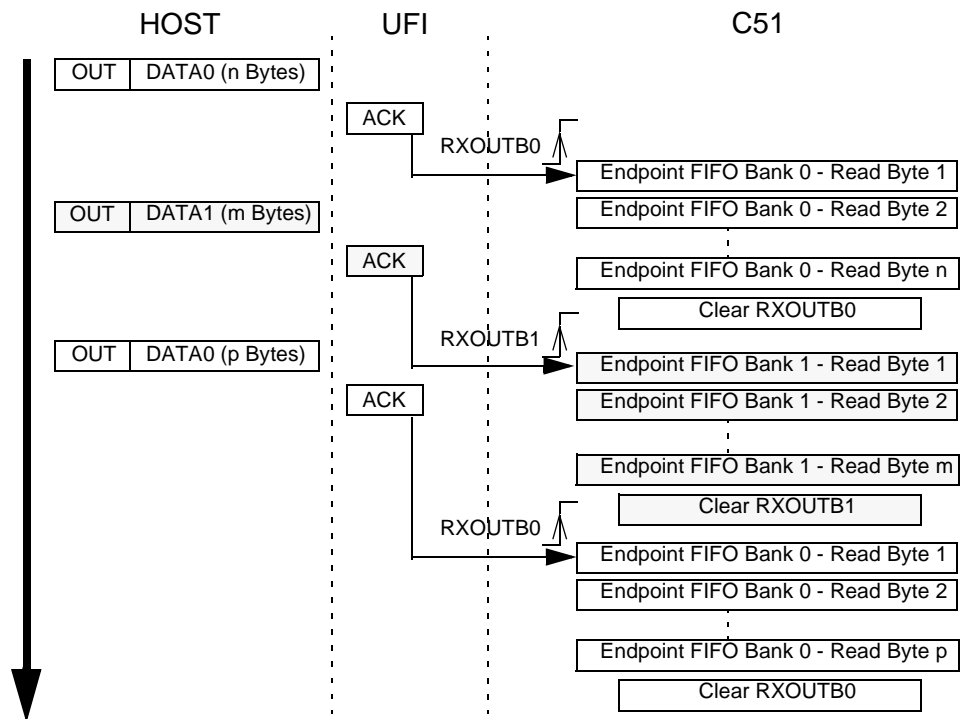 HOST UFI C51
OUT DATA0 (n Bytes)
ACK
RXOUTB0
Endpoint FIFO Bank 0 - Read Byte 1
OUT DATA1 (m Bytes)
Endpoint FIFO Bank 0 - Read Byte 2
ACK
Endpoint FIFO Bank 0 - Read Byte n
Clear RXOUTB0
RXOUTB1
OUT DATA0 (p Bytes)
Endpoint FIFO Bank 1 - Read Byte 1
ACK
Endpoint FIFO Bank 1 - Read Byte 2
Endpoint FIFO Bank 1 - Read Byte m
Clear RXOUTB1
RXOUTB0
Endpoint FIFO Bank 0 - Read Byte 1
Endpoint FIFO Bank 0 - Read Byte 2
Endpoint FIFO Bank 0 - Read Byte p
Clear RXOUTB0